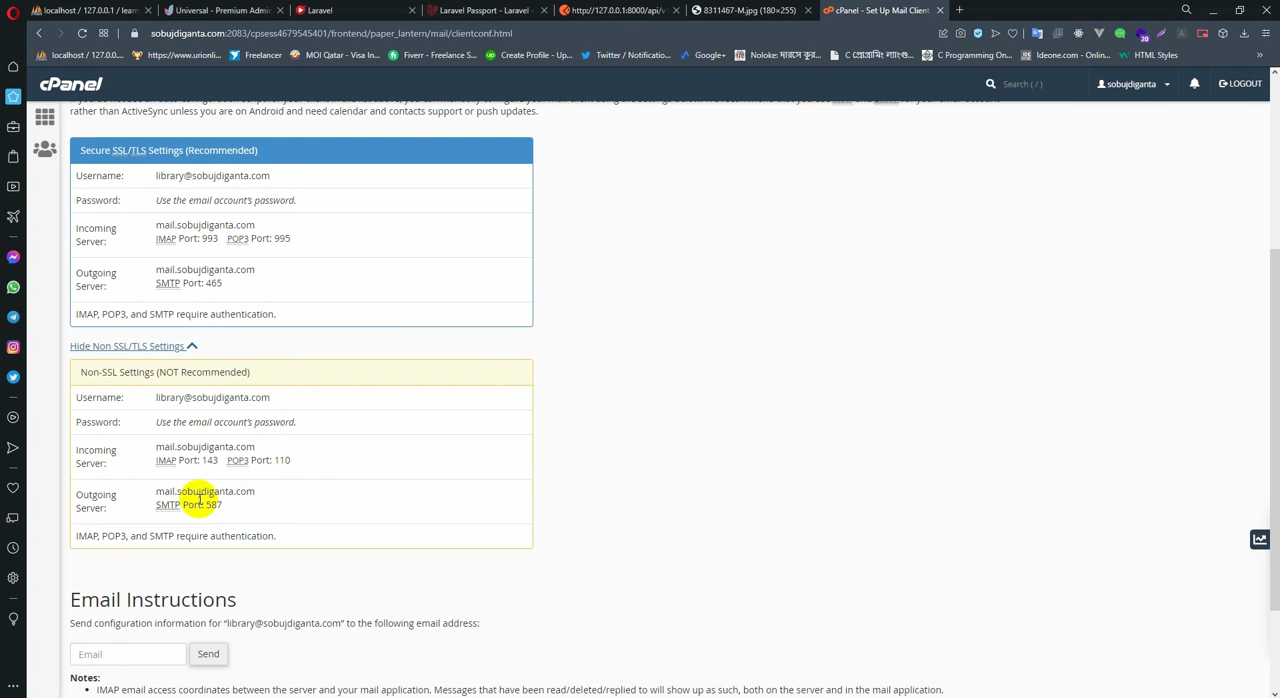 localhost / 127.0.0.1 / learn
Universal - Premium Admin
Laravel
Laravel Passport - Laravel
http://127.0.0.1:8000/api/v
8311467-M.jpg (180×255)
cPanel - Set Up Mail Client
sobujdiganta.com:2083/cpsess4679545401/frontend/paper_lantern/mail/clientconf.html
localhost / 127.0.0....
https://www.urionli...
Freelancer
MOI Qatar - Visa In...
Fiverr - Freelance S...
Create Profile - Up...
Twitter / Notificatio...
Google+
C Programing On...
Ideone.com - Onlin...
HTML Styles
cPanel
Search ( / )
sobujdiganta
LOGOUT
rather than ActiveSync unless you are on Android and need calendar and contacts support or push updates.
Secure SSL/TLS Settings (Recommended)
Username: library@sobujdiganta.com
Password: Use the email account's password.
Incoming Server: mail.sobujdiganta.com
IMAP Port: 993 POP3 Port: 995
Outgoing Server: mail.sobujdiganta.com
SMTP Port: 465
IMAP, POP3, and SMTP require authentication.
Hide Non SSL/TLS Settings
Non-SSL Settings (NOT Recommended)
Username: library@sobujdiganta.com
Password: Use the email account's password.
Incoming Server: mail.sobujdiganta.com
IMAP Port: 143 POP3 Port: 110
Outgoing Server: mail.sobujdiganta.com
SMTP Port: 587
IMAP, POP3, and SMTP require authentication.
Email Instructions
Send configuration information for “library@sobujdiganta.com” to the following email address:
Email
Send
Notes:
IMAP email access coordinates between the server and your mail application. Messages that have been read/deleted/replied to will show up as such, both on the server and in the mail application.